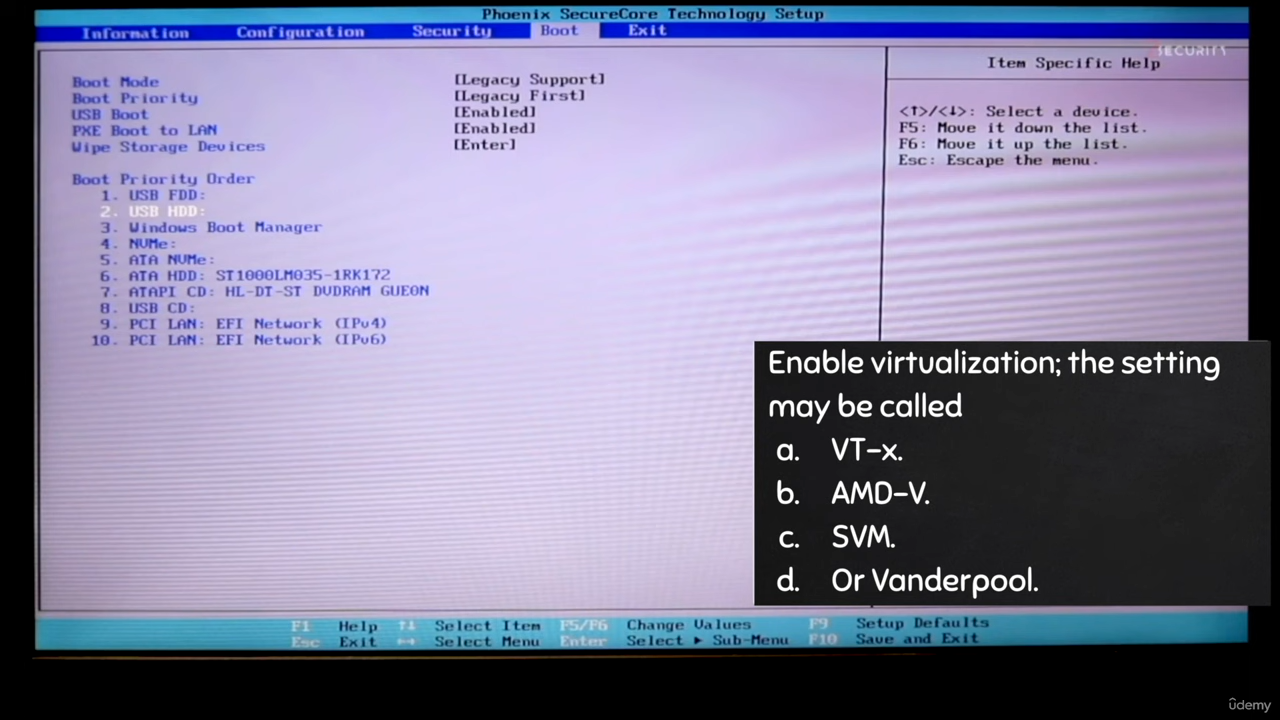 Phoenix SecureCore Technology Setup
Information Configuration Security Boot Exit
SECURITY
Item Specific Help
Boot Mode [Legacy Support]
Boot Priority [Legacy First]
USB Boot [Enabled]
PXE Boot to LAN [Enabled]
Wipe Storage Devices [Enter]
Boot Priority Order
1. USB FDD:
2. USB HDD:
3. Windows Boot Manager
4. NVMe:
5. ATA NVMe:
6. ATA HDD: ST1000LM035-1RK172
7. ATAPI CD: HL-DT-ST DVDRAM GUE0N
8. USB CD:
9. PCI LAN: EFI Network (IPv4)
10. PCI LAN: EFI Network (IPv6)
<↑>/<↓>: Select a device.
F5: Move it down the list.
F6: Move it up the list.
Esc: Escape the menu.
Enable virtualization; the setting
may be called
a. VT-x.
b. AMD-V.
c. SVM.
d. Or Vanderpool.
F1 Help ↑↓ Select Item F5/F6 Change Values F9 Setup Defaults
Esc Exit ↔ Select Menu Enter Select ▶ Sub-Menu F10 Save and Exit
ûdemy